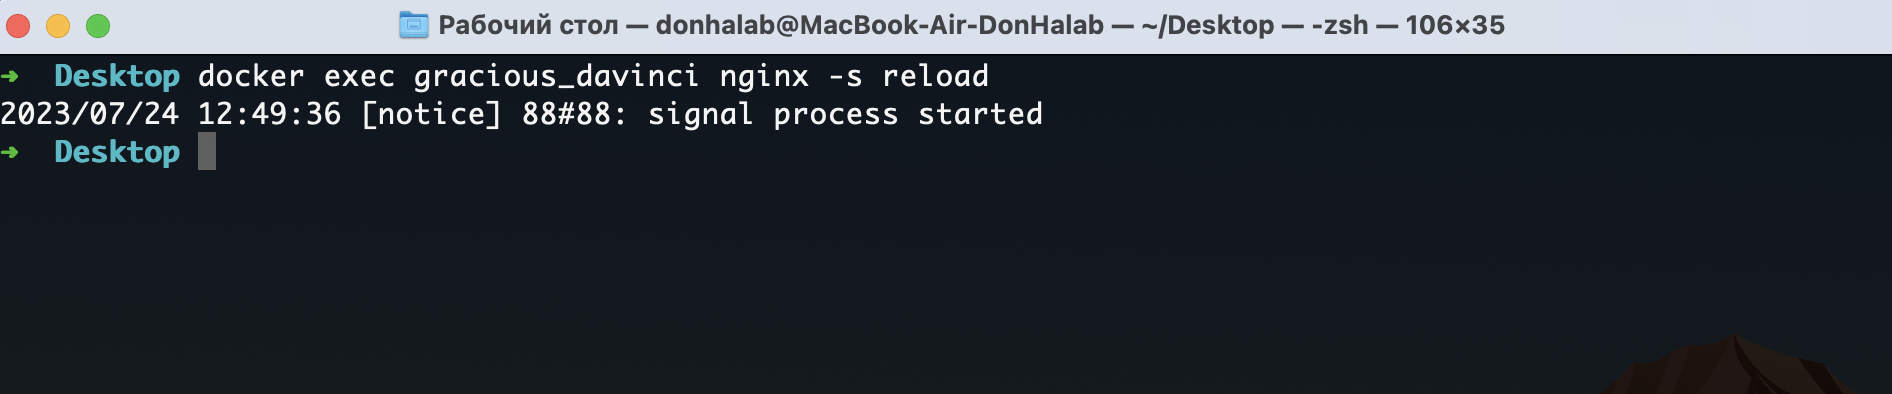 Рабочий стол — donhalab@MacBook-Air-DonHalab — ~/Desktop — -zsh — 106×35
➜  Desktop docker exec gracious_davinci nginx -s reload
2023/07/24 12:49:36 [notice] 88#88: signal process started
➜  Desktop